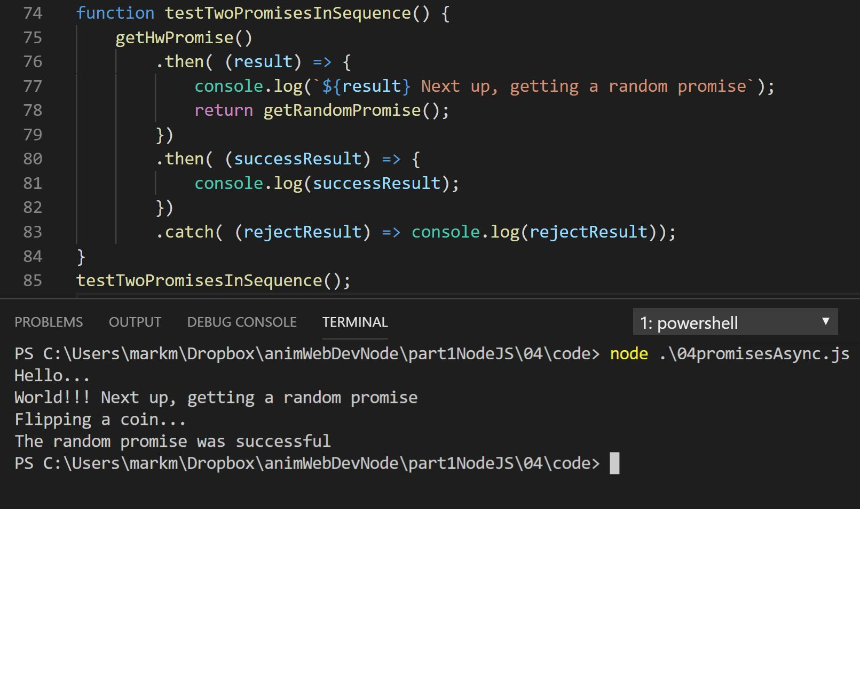 74 function testTwoPromisesInSequence() {
75 getHwPromise()
76 .then( (result) => {
77 console.log(`${result} Next up, getting a random promise`);
78 return getRandomPromise();
79 })
80 .then( (successResult) => {
81 console.log(successResult);
82 })
83 .catch( (rejectResult) => console.log(rejectResult));
84 }
85 testTwoPromisesInSequence();
PROBLEMS OUTPUT DEBUG CONSOLE TERMINAL 1: powershell
PS C:\Users\markm\Dropbox\animWebDevNode\part1NodeJS\04\code> node .\04promisesAsync.js
Hello...
World!!! Next up, getting a random promise
Flipping a coin...
The random promise was successful
PS C:\Users\markm\Dropbox\animWebDevNode\part1NodeJS\04\code>